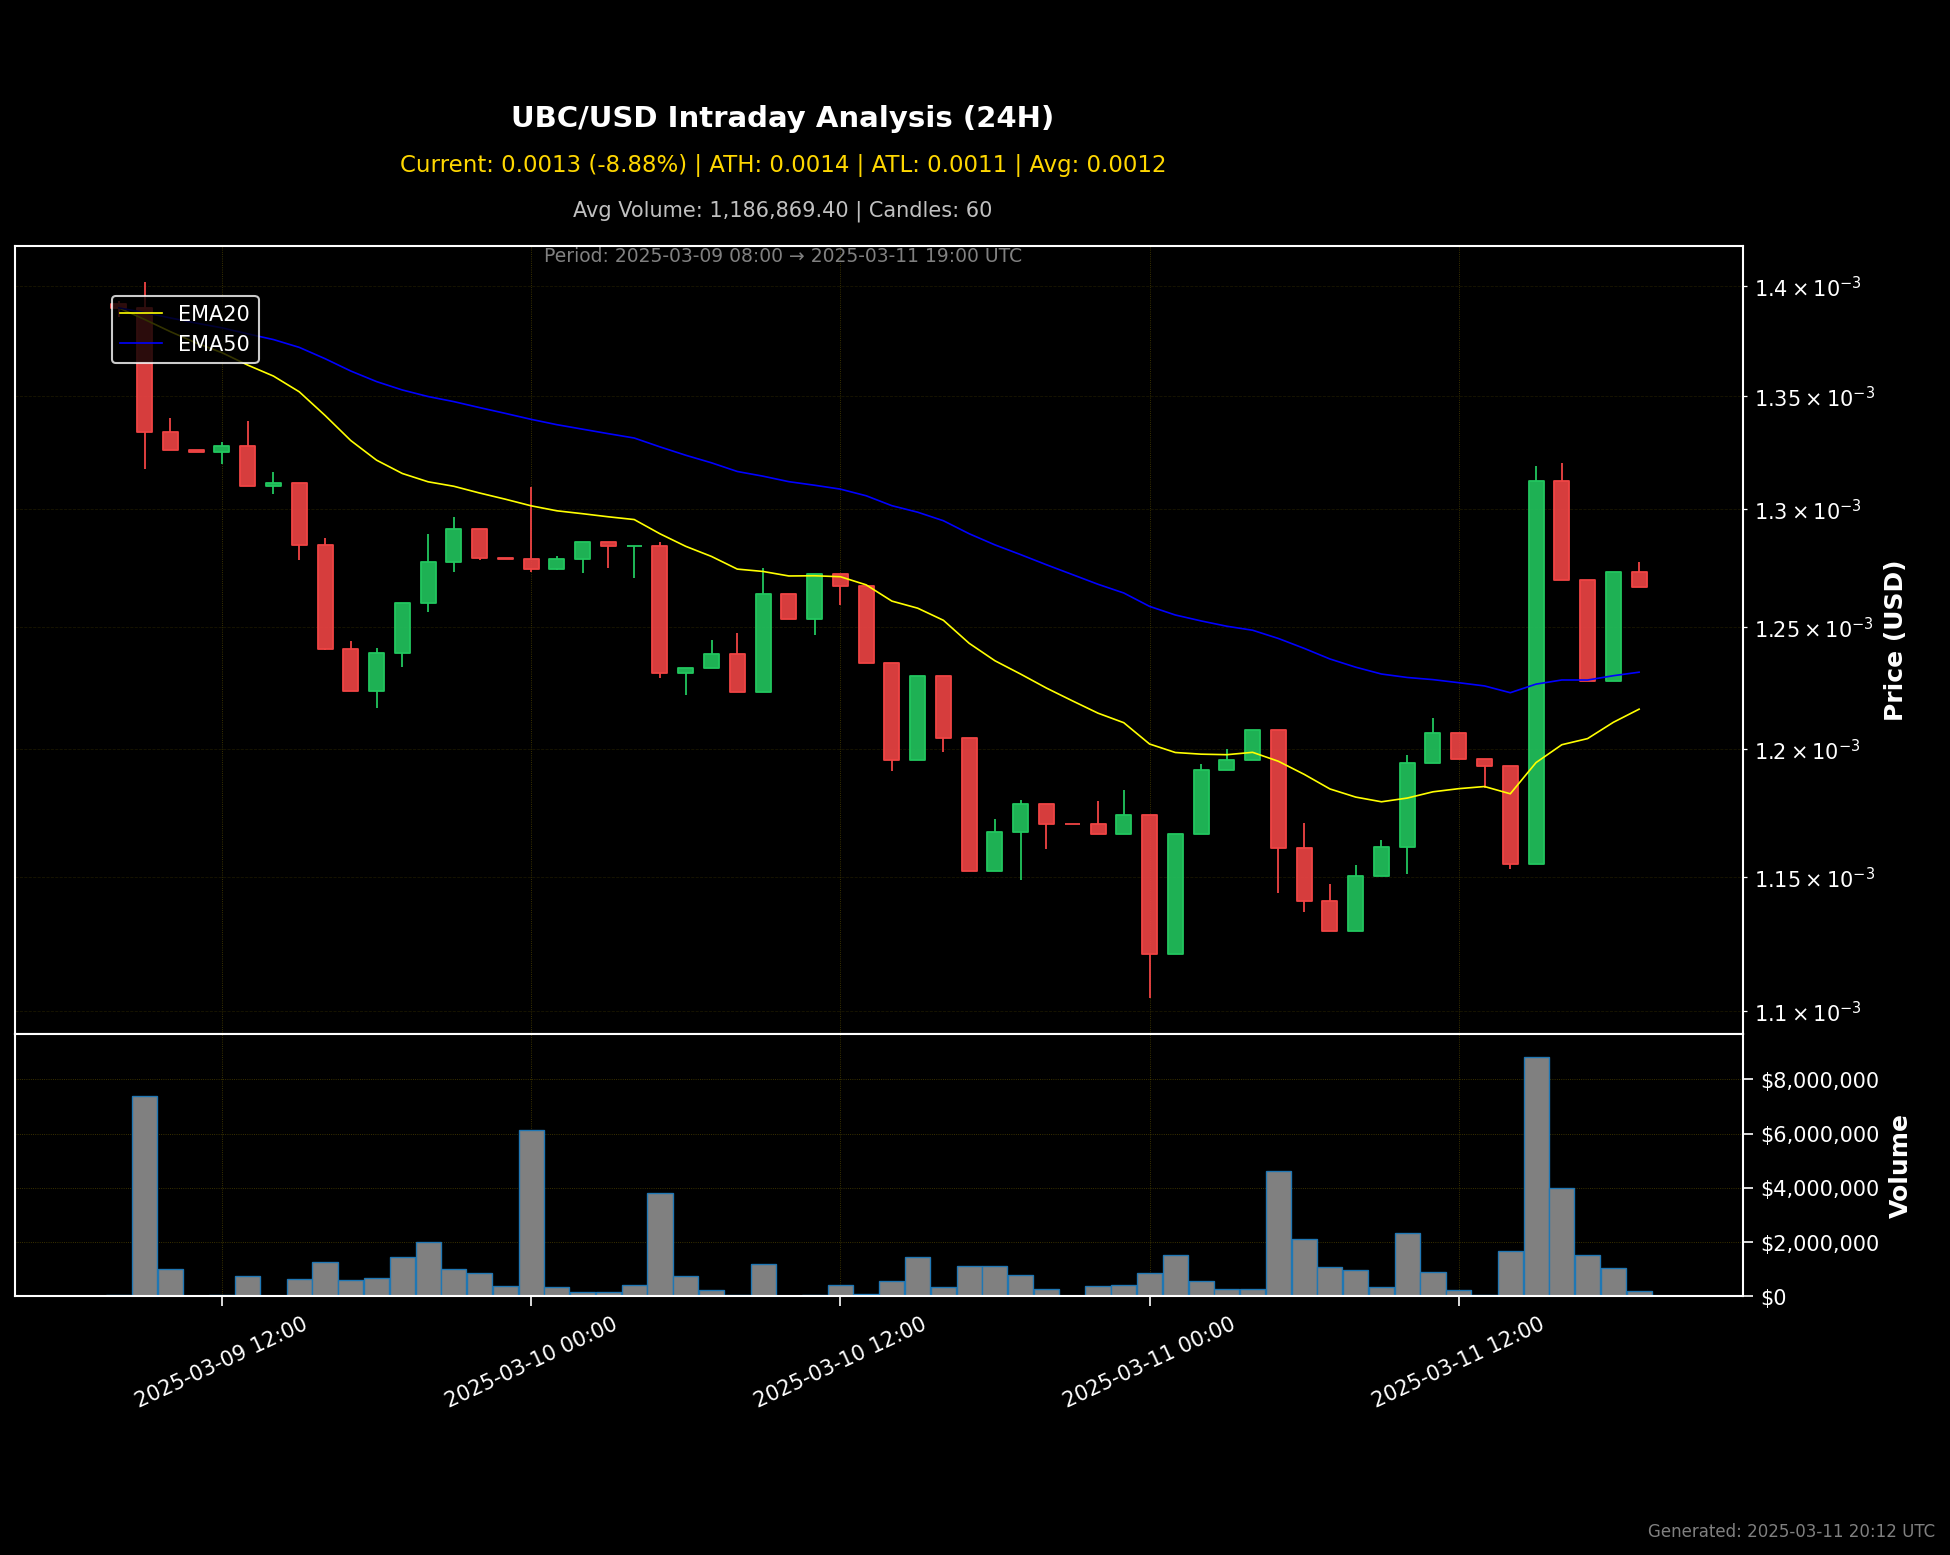 UBC/USD Intraday Analysis (24H)
Current: 0.0013 (-8.88%) | ATH: 0.0014 | ATL: 0.0011 | Avg: 0.0012
Avg Volume: 1,186,869.40 | Candles: 60
Period: 2025-03-09 08:00 → 2025-03-11 19:00 UTC
EMA20
EMA50
1.4 × 10⁻³
1.35 × 10⁻³
1.3 × 10⁻³
1.25 × 10⁻³
1.2 × 10⁻³
1.15 × 10⁻³
1.1 × 10⁻³
Price (USD)
$8,000,000
$6,000,000
$4,000,000
$2,000,000
$0
Volume
2025-03-09 12:00
2025-03-10 00:00
2025-03-10 12:00
2025-03-11 00:00
2025-03-11 12:00
Generated: 2025-03-11 20:12 UTC